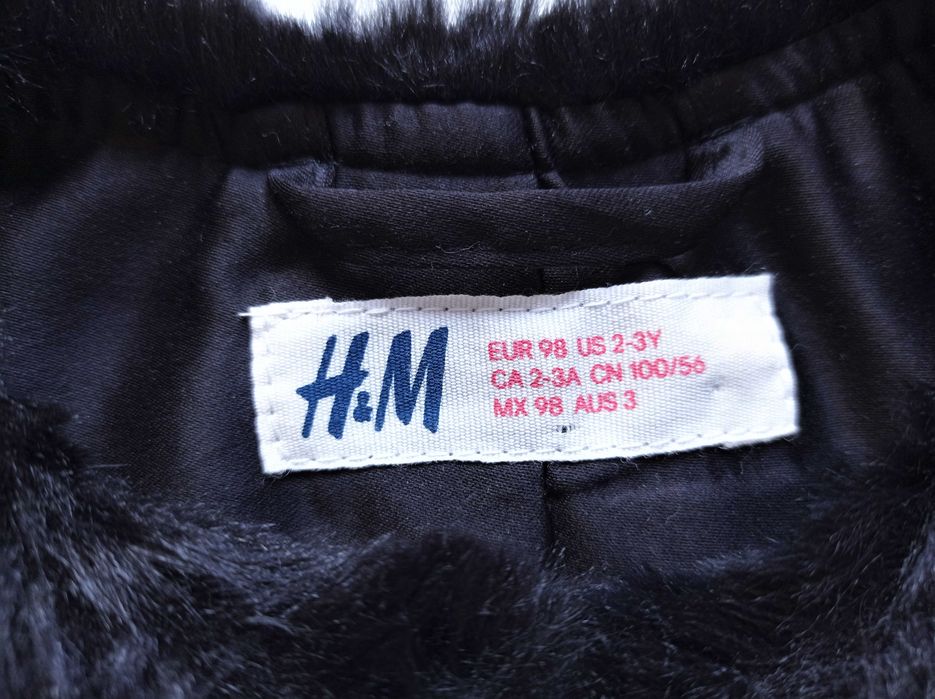 H&M
EUR 98 US 2-3Y
CA 2-3A CN 100/56
MX 98 AUS 3